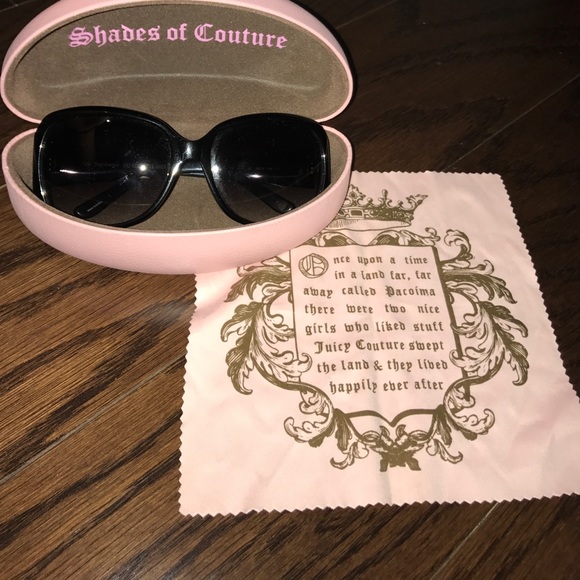 Shades of Couture
Once upon a time
in a land far, far
away called Pacoima
there were two nice
girls who liked stuff
Juicy Couture swept
the land & they lived
happily ever after